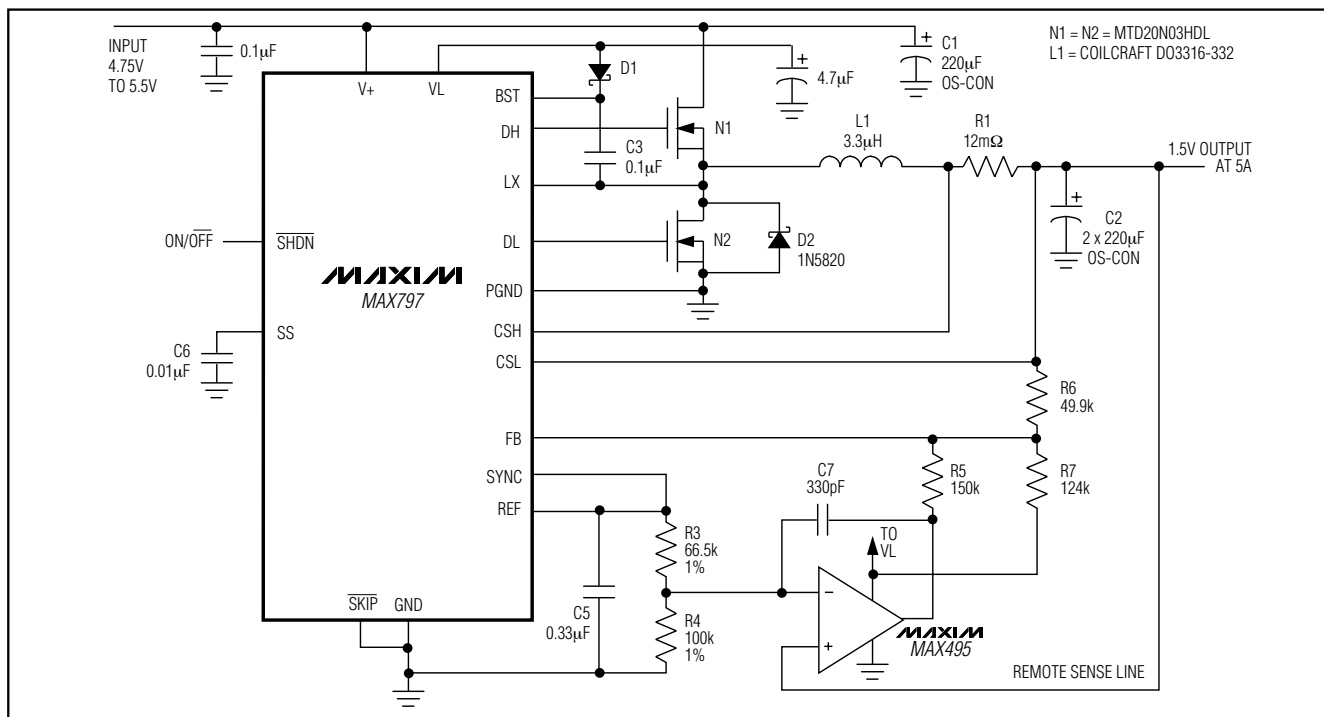 INPUT
4.75V
TO 5.5V
0.1µF
C1
220µF
OS-CON
N1 = N2 = MTD20N03HDL
L1 = COILCRAFT DO3316-332
V+
VL
D1
4.7µF
BST
DH
N1
C3
0.1µF
L1
3.3µH
R1
12mΩ
1.5V OUTPUT
AT 5A
LX
C2
2 x 220µF
OS-CON
ON/OFF
SHDN
DL
N2
D2
1N5820
MAXIM
MAX797
PGND
SS
CSH
C6
0.01µF
CSL
R6
49.9k
FB
SYNC
C7
330pF
R5
150k
R7
124k
REF
R3
66.5k
1%
TO
VL
SKIP
GND
C5
0.33µF
R4
100k
1%
–
+
MAXIM
MAX495
REMOTE SENSE LINE
+
+
+